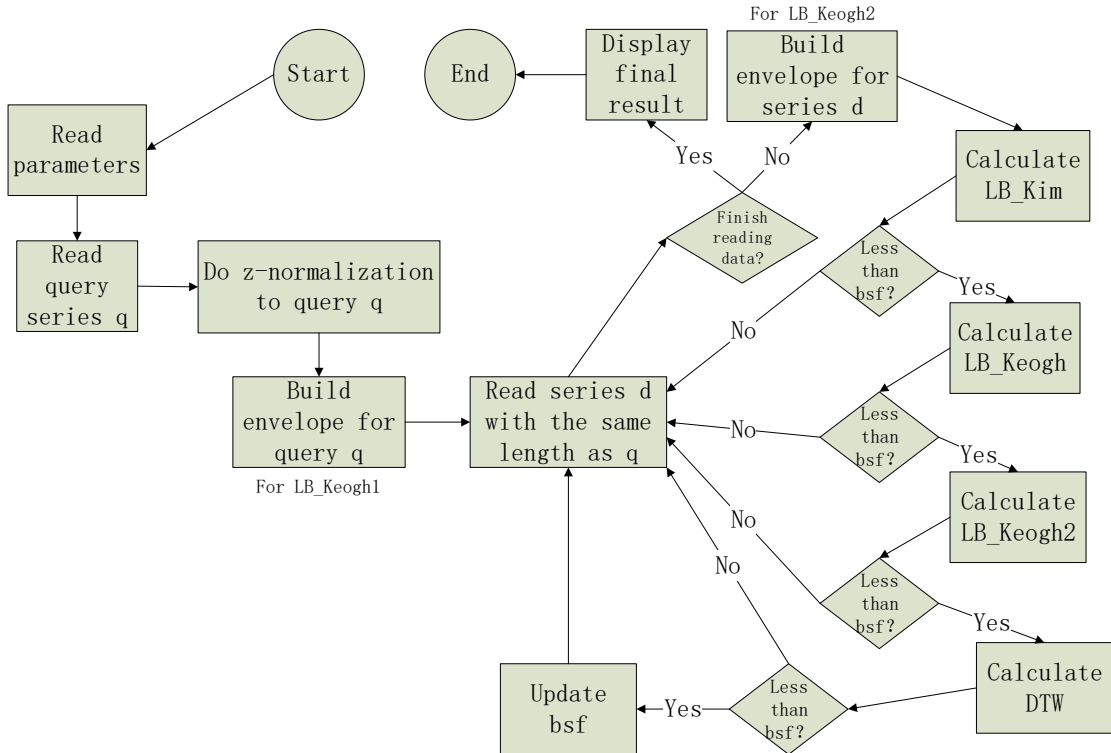 For LB_Keogh2
Start
End
Display
final
result
Build
envelope for
series d
Read
parameters
Yes
No
Calculate
LB_Kim
Finish
reading
data?
Read
query
series q
Do z-normalization
to query q
Less
than
bsf?
Yes
No
Calculate
LB_Keogh
Build
envelope for
query q
For LB_Keogh1
Read series d
with the same
length as q
Less
than
bsf?
No
Yes
Calculate
LB_Keogh2
No
Less
than
bsf?
No
Yes
Calculate
DTW
Less
than
bsf?
Yes
Update
bsf